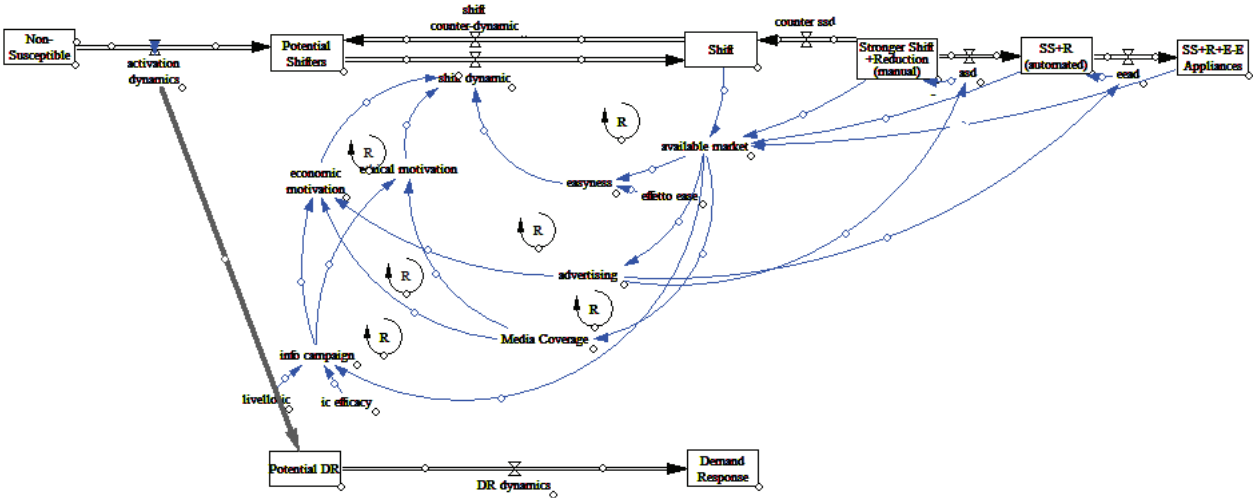 shift
counter-dynamic
counter ssd
Non-
Susceptible
activation
dynamics
Potential
Shifters
Shift
Stronger Shift
+Reduction
(manual)
asd
SS+R
(automated)
eead
SS+R+E-E
Appliances
shift dynamic
R
R
available market
economic
motivation
motivation
easyness
effetto ease
R
advertising
R
R
Media Coverage
R
info campaign
ic efficacy
Potential DR
DR dynamics
Demand
Response